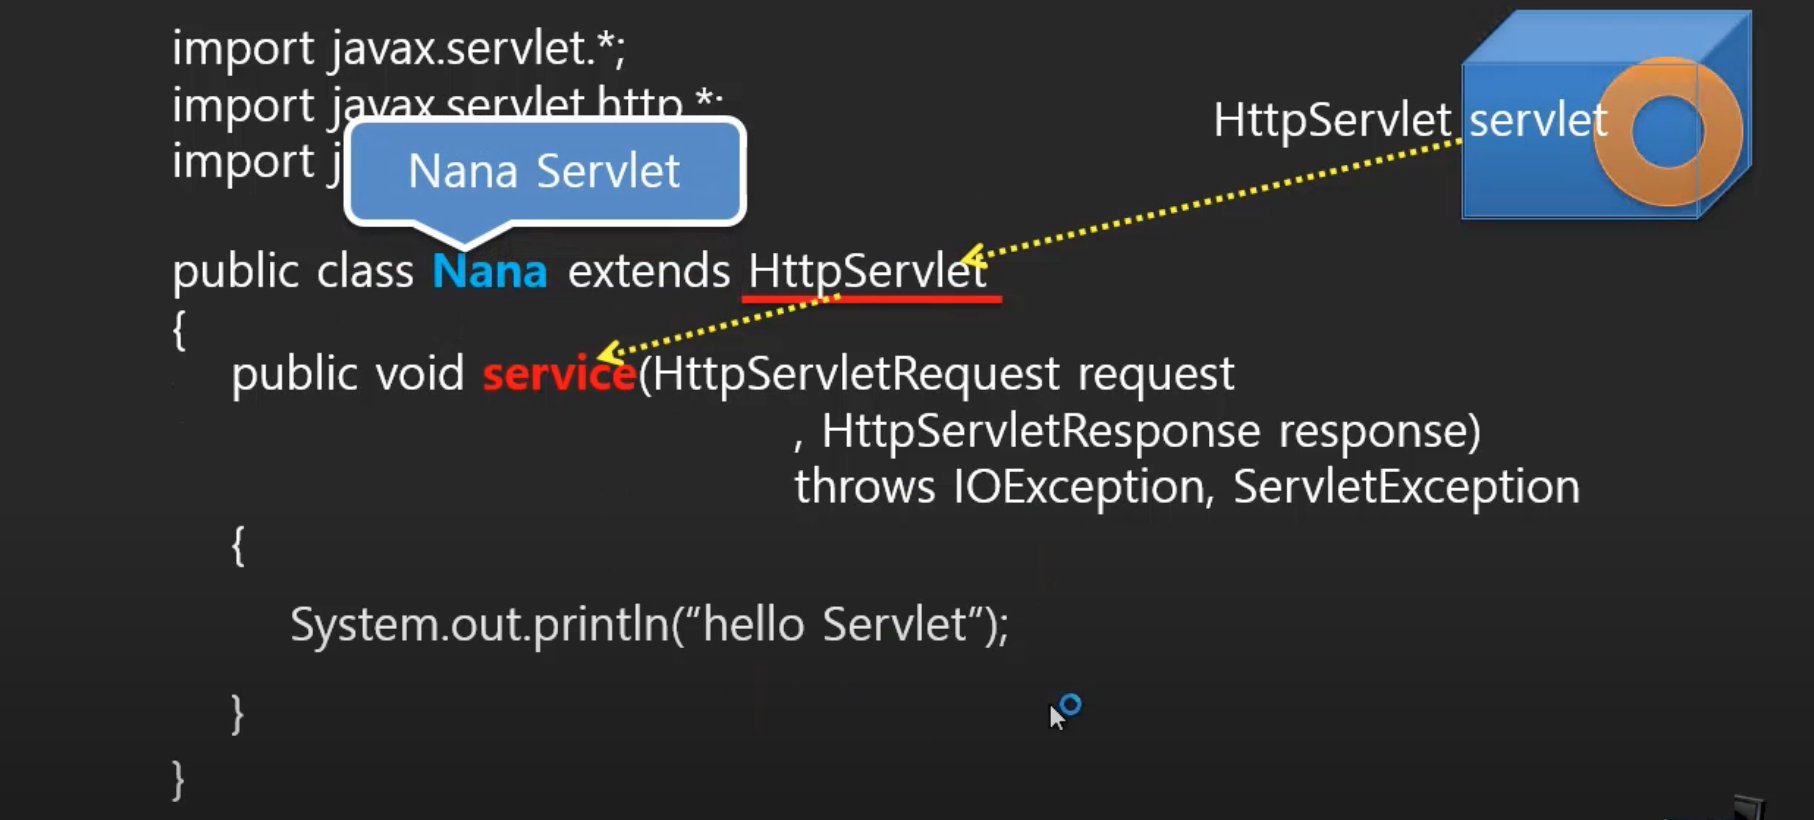 import javax.servlet.*;
import javax.servlet.http.*;
import j
Nana Servlet
HttpServlet servlet
public class Nana extends HttpServlet
{
public void service(HttpServletRequest request
, HttpServletResponse response)
throws IOException, ServletException
{
System.out.println(“hello Servlet”);
}
}